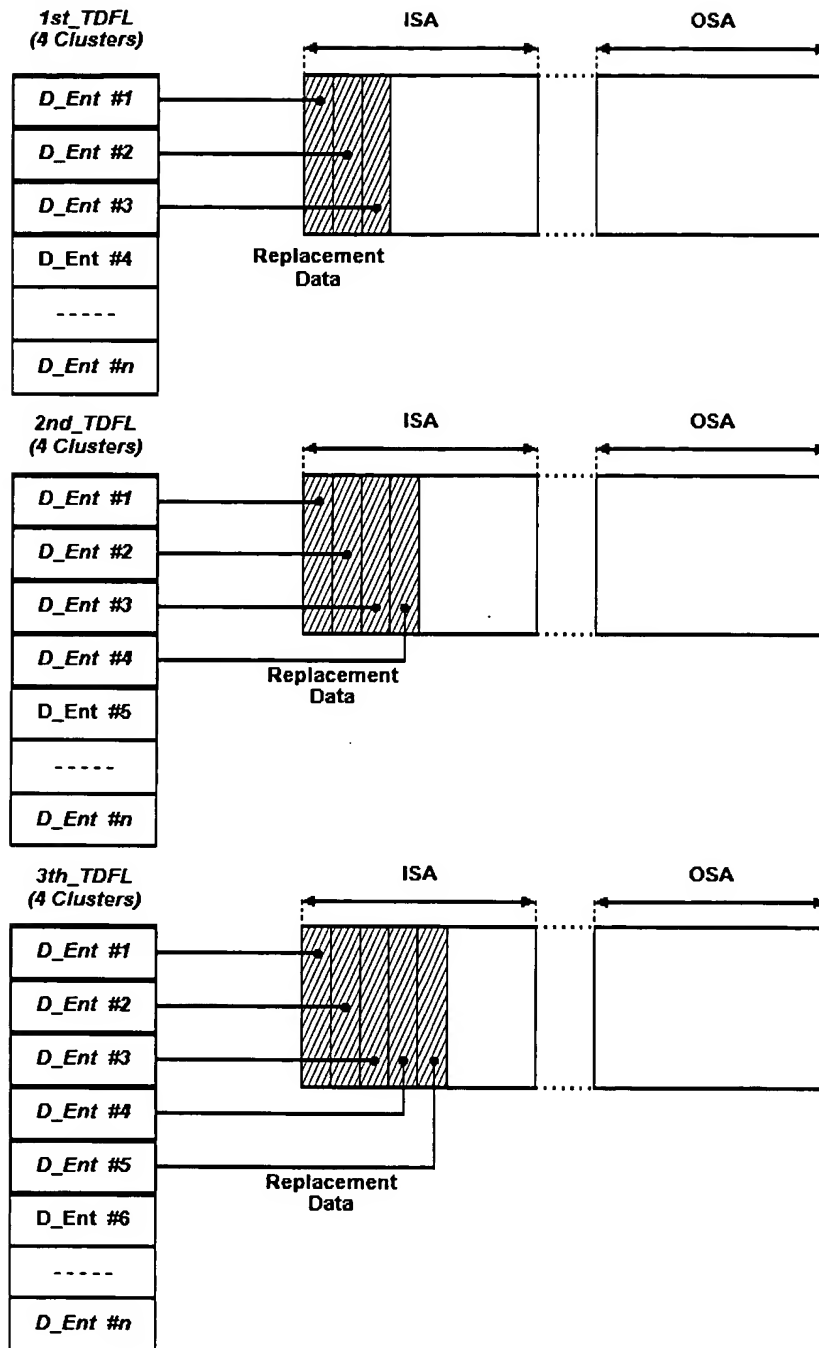 1st_TDFL
(4 Clusters)
ISA
OSA
D_Ent #1
D_Ent #2
D_Ent #3
D_Ent #4
-----
D_Ent #n
Replacement
Data
2nd_TDFL
(4 Clusters)
ISA
OSA
D_Ent #1
D_Ent #2
D_Ent #3
D_Ent #4
D_Ent #5
-----
D_Ent #n
Replacement
Data
3th_TDFL
(4 Clusters)
ISA
OSA
D_Ent #1
D_Ent #2
D_Ent #3
D_Ent #4
D_Ent #5
D_Ent #6
-----
D_Ent #n
Replacement
Data